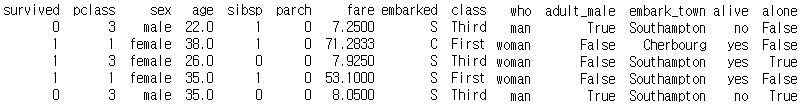 survived pclass sex age sibsp parch fare embarked class who adult_male embark_town alive alone
0 3 male 22.0 1 0 7.2500 S Third man True Southampton no False
1 1 female 38.0 1 0 71.2833 C First woman False Cherbourg yes False
1 3 female 26.0 0 0 7.9250 S Third woman False Southampton yes True
1 1 female 35.0 1 0 53.1000 S First woman False Southampton yes False
0 3 male 35.0 0 0 8.0500 S Third man True Southampton no True